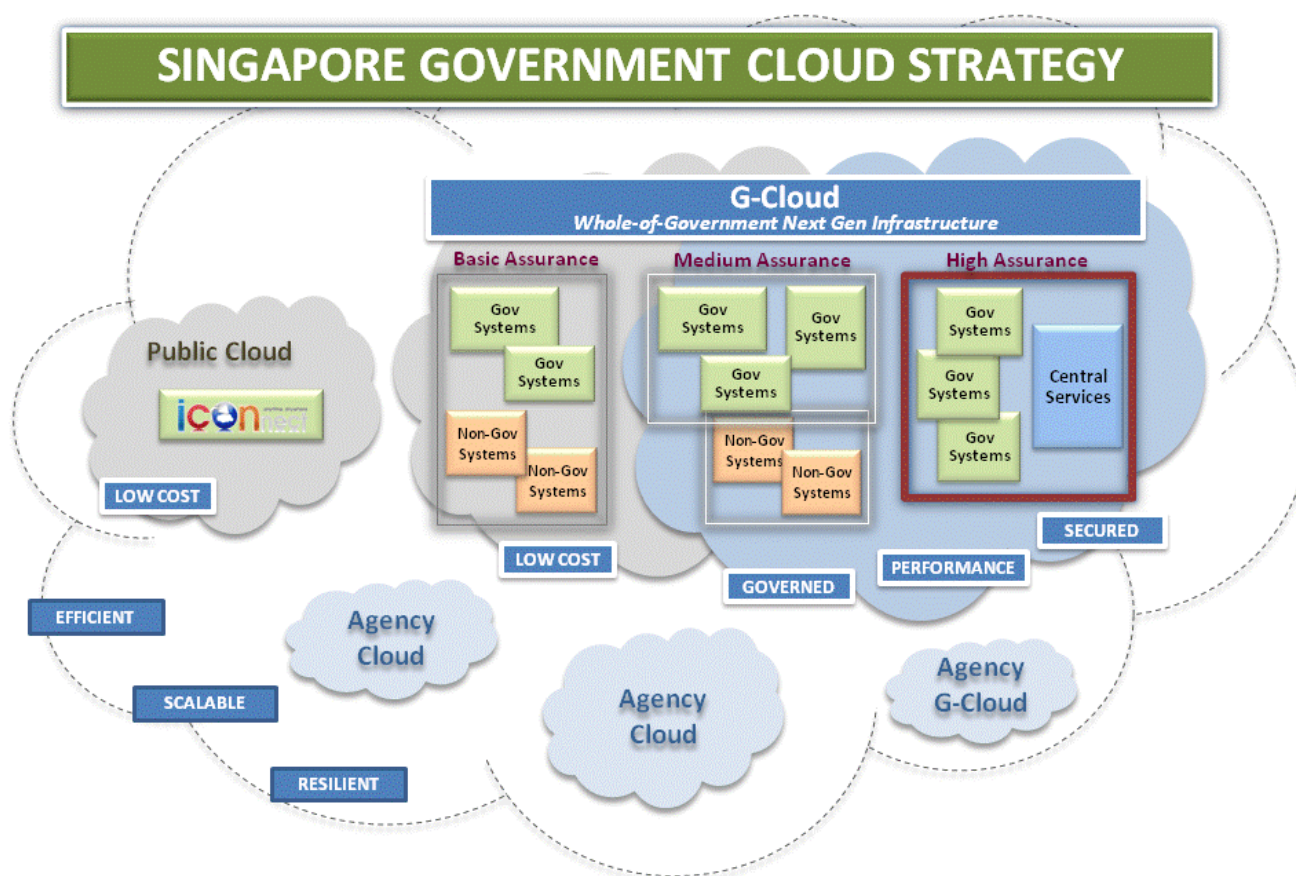 SINGAPORE GOVERNMENT CLOUD STRATEGY
G-Cloud
Whole-of-Government Next Gen Infrastructure
Basic Assurance
Medium Assurance
High Assurance
Public Cloud
iconnect
LOW COST
Gov
Systems
Gov
Systems
Non-Gov
Systems
Non-Gov
Systems
LOW COST
Gov
Systems
Gov
Systems
Gov
Systems
Non-Gov
Systems
Non-Gov
Systems
GOVERNED
Gov
Systems
Gov
Systems
Gov
Systems
Central
Services
PERFORMANCE
SECURED
EFFICIENT
SCALABLE
RESILIENT
Agency
Cloud
Agency
Cloud
Agency
G-Cloud